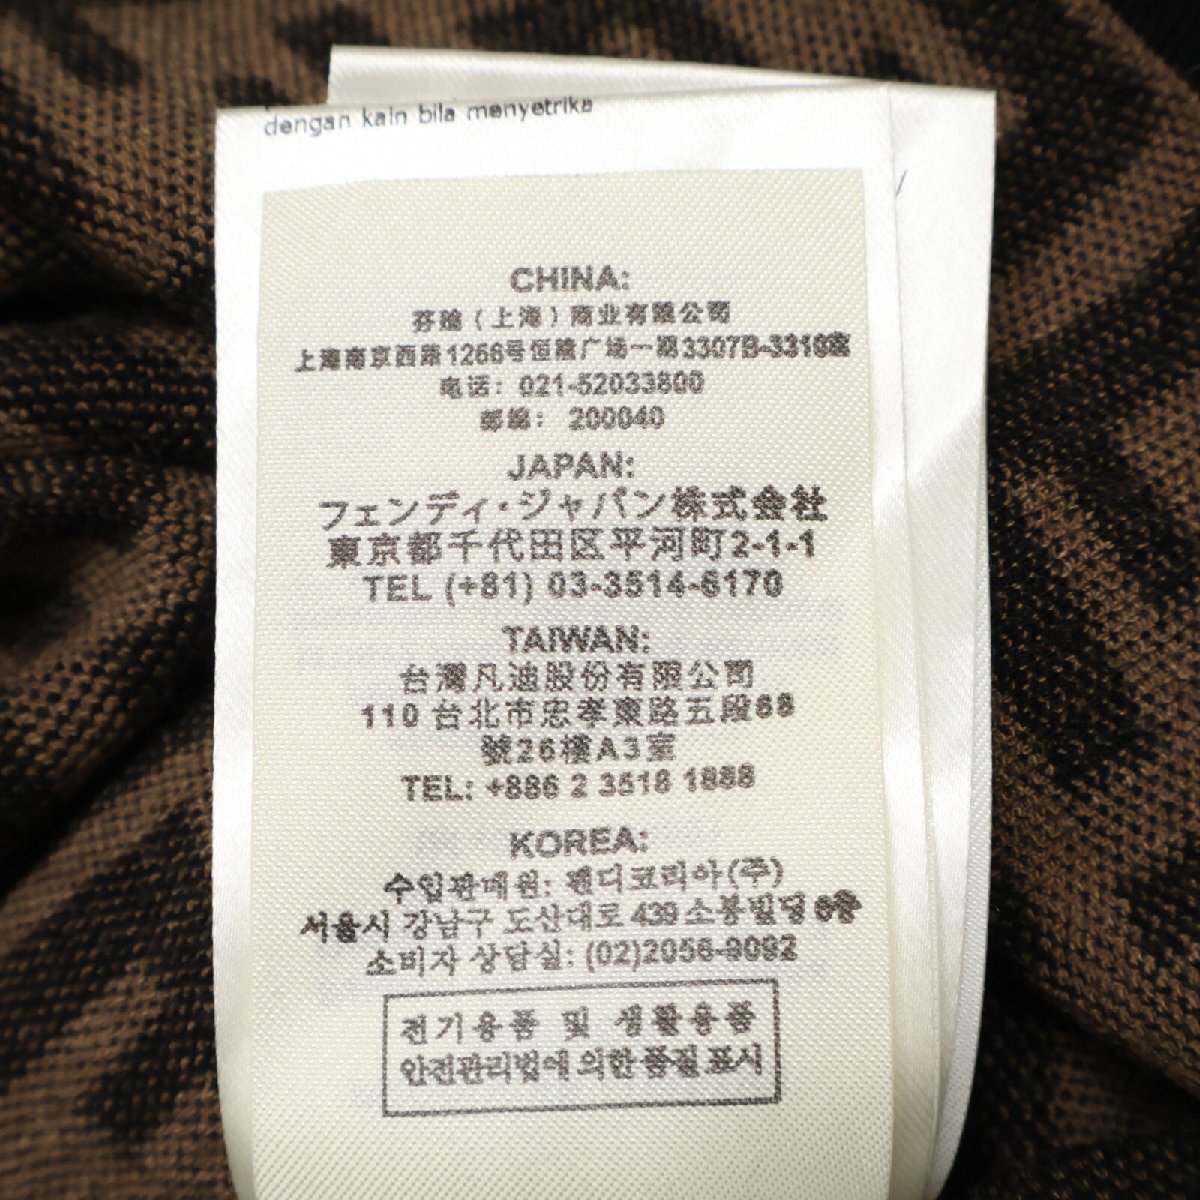 dengan kain bila menyetrika
CHINA:
芬迪（上海）商业有限公司
上海南京西路1266号恒隆广场一期3307B-3319室
电话：021-52033800
邮编：200040
JAPAN:
フェンディ・ジャパン株式会社
東京都千代田区平河町2-1-1
TEL (+81) 03-3514-6170
TAIWAN:
台灣凡迪股份有限公司
110 台北市忠孝東路五段68
號26樓A3室
TEL: +886 2 3518 1888
KOREA:
수입판매원: 펜디코리아(주)
서울시 강남구 도산대로 439 소봉빌딩 6층
소비자 상담실: (02)2056-9092
전기용품 및 생활용품
안전관리법에 의한 품질표시